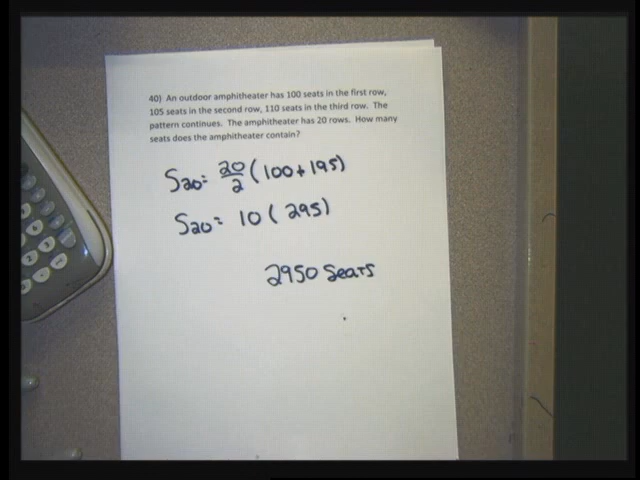 40) An outdoor amphitheater has 100 seats in the first row,
105 seats in the second row, 110 seats in the third row. The
pattern continues. The amphitheater has 20 rows. How many
seats does the amphitheater contain?
S₂₀= 20/2 (100+195)
S₂₀= 10(295)
2950 Seats